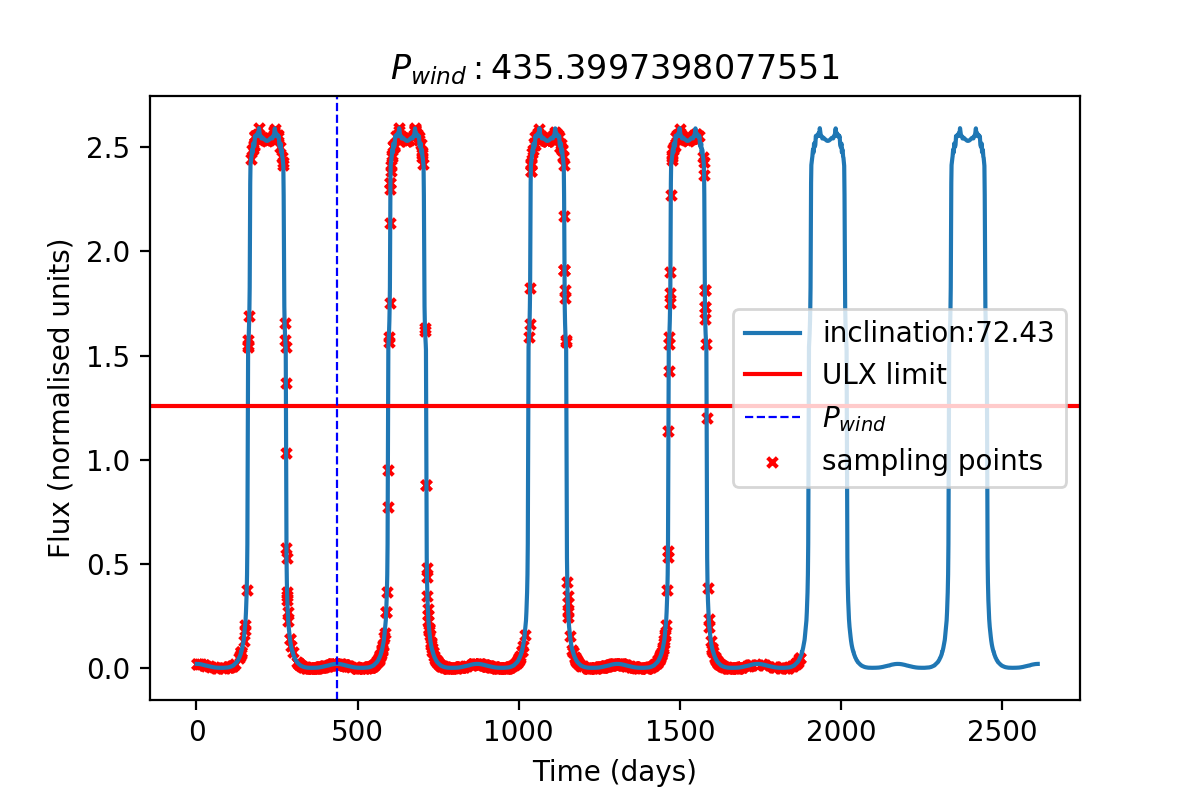 P_wind : 435.3997398077551
2.5
2.0
1.5
1.0
0.5
0.0
Flux (normalised units)
inclination:72.43
ULX limit
P_wind
sampling points
0 500 1000 1500 2000 2500
Time (days)